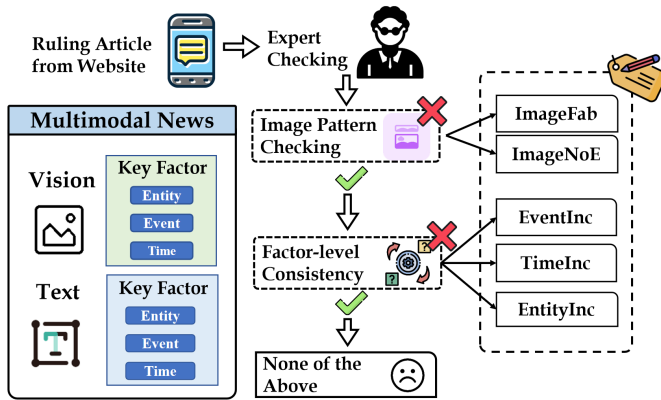 Ruling Article
from Website
Expert
Checking
Multimodal News
Vision
Key Factor
Entity
Event
Time
Text
Key Factor
Entity
Event
Time
T
Image Pattern
Checking
ImageFab
ImageNoE
Factor-level
Consistency
?
?
EventInc
TimeInc
EntityInc
None of the
Above